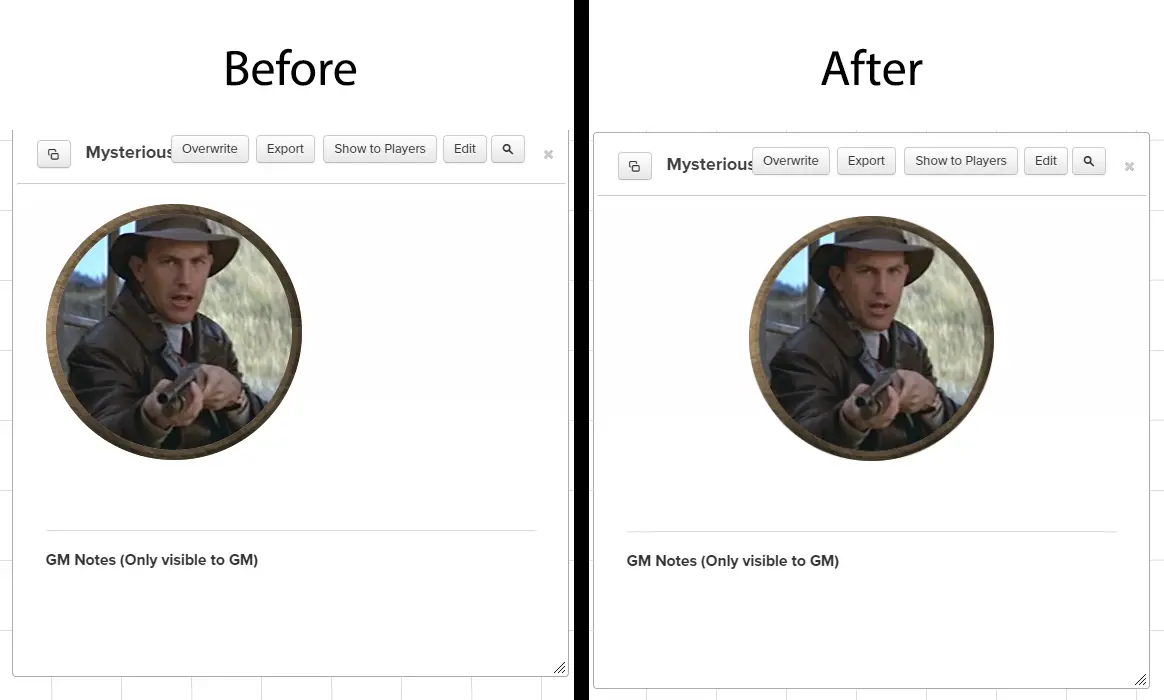 Before
After
Mysterious Overwrite Export Show to Players Edit
Mysterious Overwrite Export Show to Players Edit
GM Notes (Only visible to GM)
GM Notes (Only visible to GM)